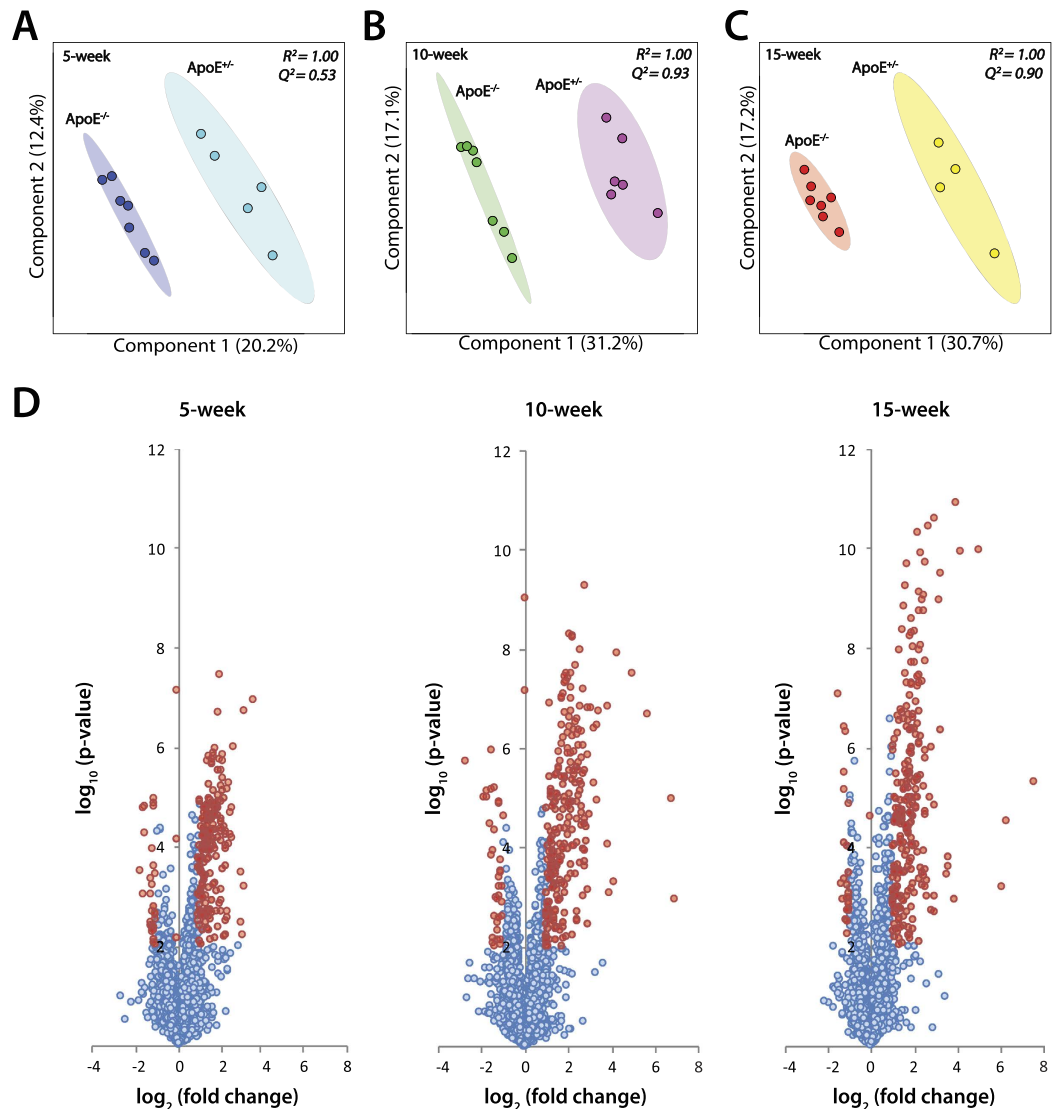 A
5-week
R² = 1.00
Q² = 0.53
ApoE⁺/⁻
ApoE⁻/⁻
Component 2 (12.4%)
Component 1 (20.2%)
B
10-week
R² = 1.00
Q² = 0.93
ApoE⁻/⁻
ApoE⁺/⁻
Component 2 (17.1%)
Component 1 (31.2%)
C
15-week
R² = 1.00
Q² = 0.90
ApoE⁺/⁻
ApoE⁻/⁻
Component 2 (17.2%)
Component 1 (30.7%)
D
5-week
12
10
8
6
4
2
log₁₀ (p-value)
-4 -2 0 2 4 6 8
log₂ (fold change)
10-week
12
10
8
6
4
2
log₁₀ (p-value)
-4 -2 0 2 4 6 8
log₂ (fold change)
15-week
12
10
8
6
4
2
log₁₀ (p-value)
-4 -2 0 2 4 6 8
log₂ (fold change)